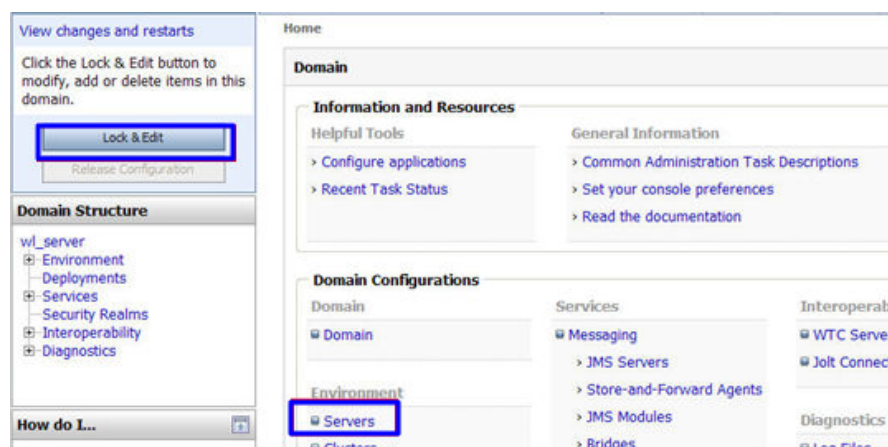 View changes and restarts
Click the Lock & Edit button to
modify, add or delete items in this
domain.
Lock & Edit
Release Configuration
Domain Structure
wl_server
Environment
Deployments
Services
Security Realms
Interoperability
Diagnostics
How do I...
Home
Domain
Information and Resources
Helpful Tools
› Configure applications
› Recent Task Status
General Information
› Common Administration Task Descriptions
› Set your console preferences
› Read the documentation
Domain Configurations
Domain
Domain
Environment
Servers
Clusters
Services
Messaging
› JMS Servers
› Store-and-Forward Agents
› JMS Modules
› Bridges
Interoperab
WTC Serve
Jolt Connec
Diagnostics
Log Files